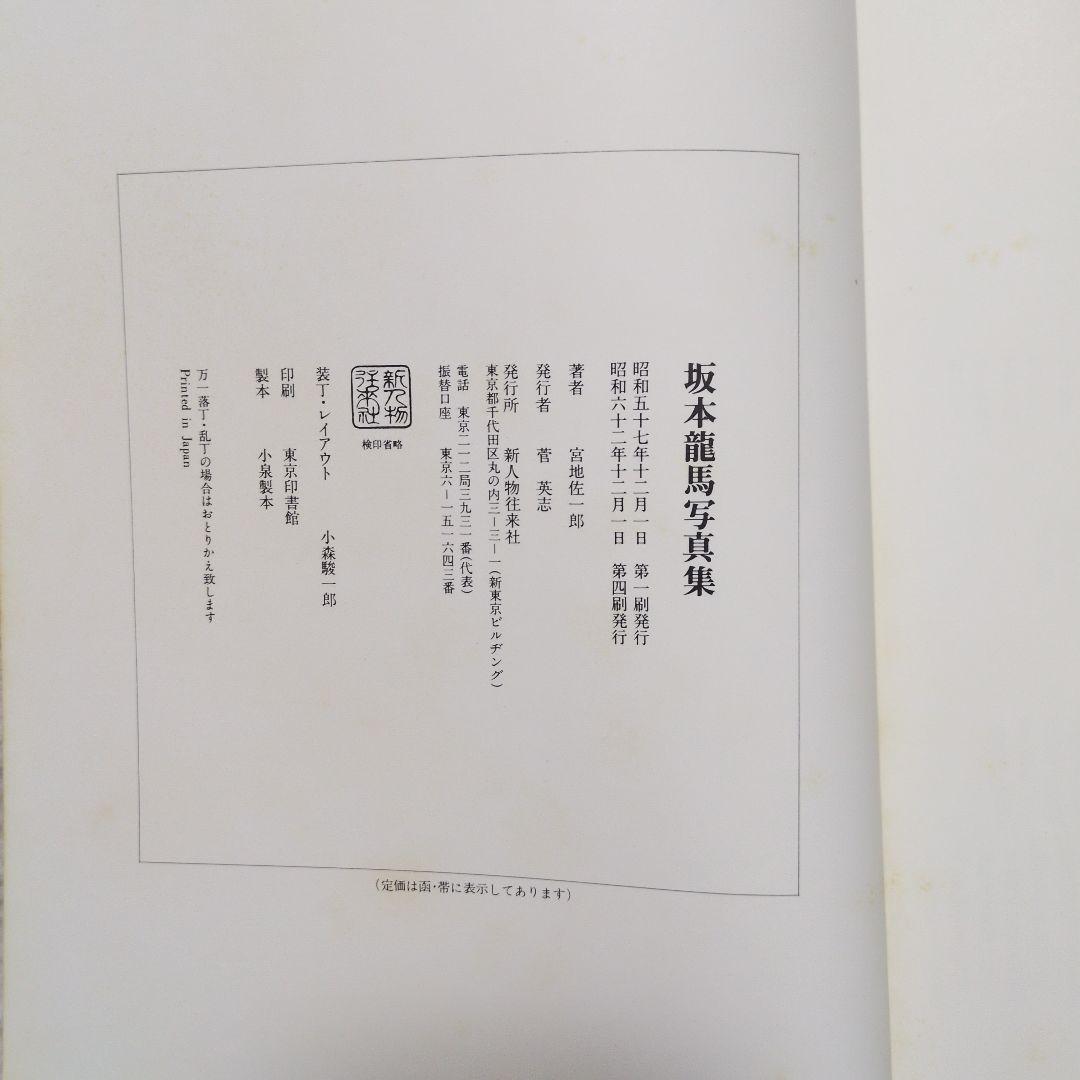 坂本龍馬写真集
昭和五十七年十二月一日　第一刷発行
昭和六十二年十二月一日　第四刷発行
著者　宮地佐一郎
発行者　菅　英志
発行所　新人物往来社
東京都千代田区丸の内三―三―一（新東京ビルヂング）
電話　東京二一二局三九三一番（代表）
振替口座　東京六―一五一六四三番
新人物
往来社
検印省略
装丁・レイアウト　小森駿一郎
印刷　東京印書館
製本　小泉製本
万一落丁・乱丁の場合はおとりかえ致します
Printed in Japan
（定価は函・帯に表示してあります）